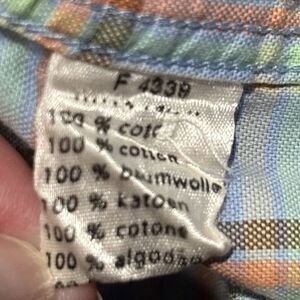 F 4339
100 % cot
100 % cotton
100 % baumwolle
100 % katoen
100 % cotone
100 % algod